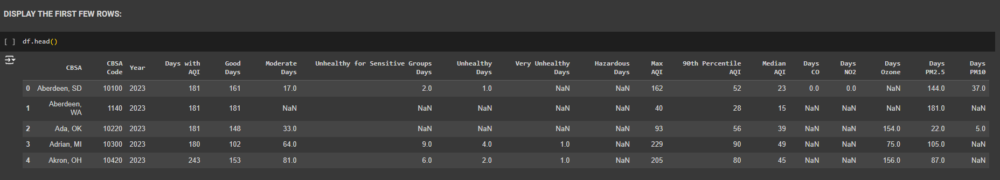 DISPLAY THE FIRST FEW ROWS:
[ ] df.head()
CBSA CBSA Code Year Days with AQI Good Days Moderate Days Unhealthy for Sensitive Groups Days Unhealthy Days Very Unhealthy Days Hazardous Days Max AQI 90th Percentile AQI Median AQI Days CO Days NO2 Days Ozone Days PM2.5 Days PM10
0 Aberdeen, SD 10100 2023 181 161 17.0 2.0 1.0 NaN NaN 162 52 23 0.0 0.0 NaN 144.0 37.0
1 Aberdeen, WA 1140 2023 181 181 NaN NaN NaN NaN NaN 40 28 15 NaN NaN NaN 181.0 NaN
2 Ada, OK 10220 2023 181 148 33.0 NaN NaN NaN NaN 93 56 39 NaN NaN 154.0 22.0 5.0
3 Adrian, MI 10300 2023 180 102 64.0 9.0 4.0 1.0 NaN 229 90 49 NaN NaN 75.0 105.0 NaN
4 Akron, OH 10420 2023 243 153 81.0 6.0 2.0 1.0 NaN 205 80 45 NaN NaN 156.0 87.0 NaN